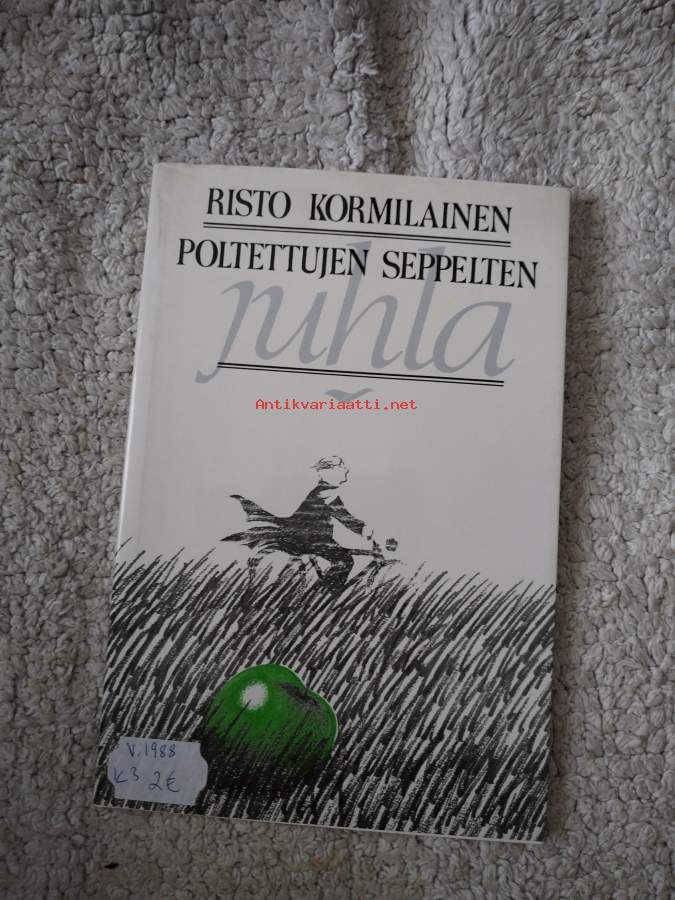 RISTO KORMILAINEN
POLTETTUJEN SEPPELTEN
juhla
Antikvariaatti.net
V. 1988
K3 2€